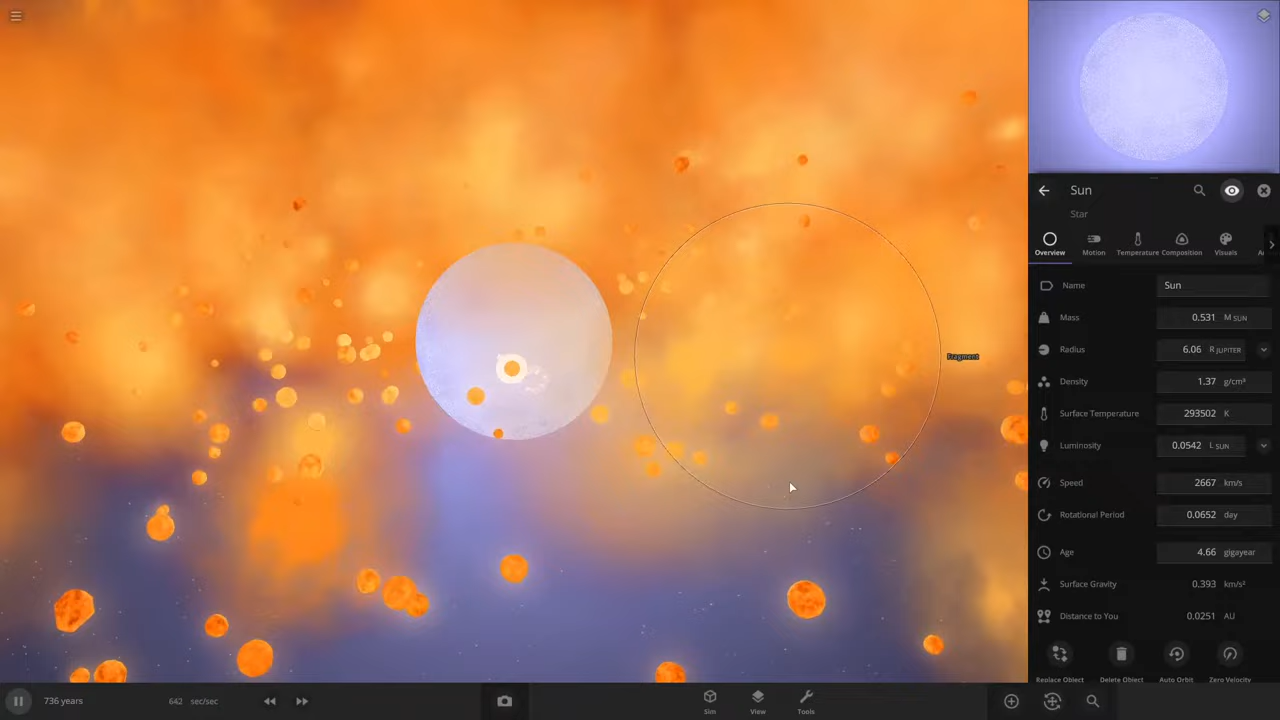 Sun
Star
Overview
Motion
Temperature
Composition
Visuals
Name
Sun
Mass
0.531 M SUN
Radius
6.06 R JUPITER
Density
1.37 g/cm³
Surface Temperature
293502 K
Luminosity
0.0542 L SUN
Speed
2667 km/s
Rotational Period
0.0652 day
Age
4.66 gigayear
Surface Gravity
0.393 km/s²
Distance to You
0.0251 AU
Replace Object
Delete Object
Auto Orbit
Zero Velocity
Fragment
736 years
642 sec/sec
Sim
View
Tools